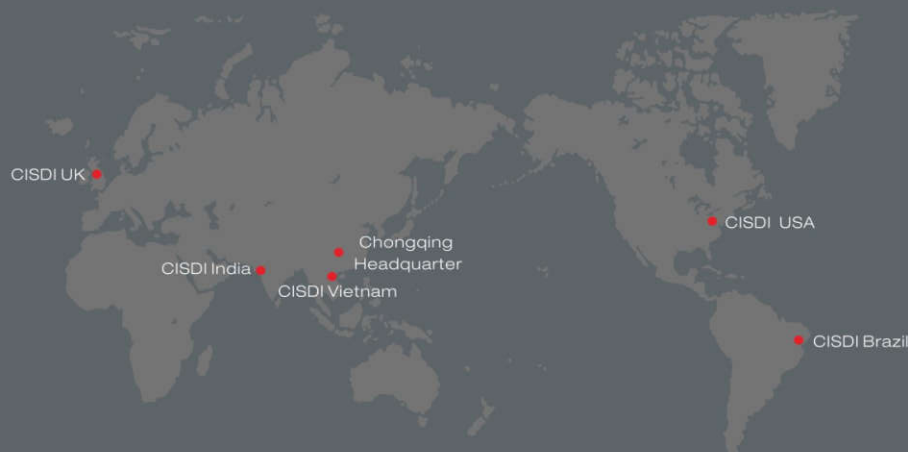 CISDI UK
CISDI USA
Chongqing
Headquarter
CISDI India
CISDI Vietnam
CISDI Brazil